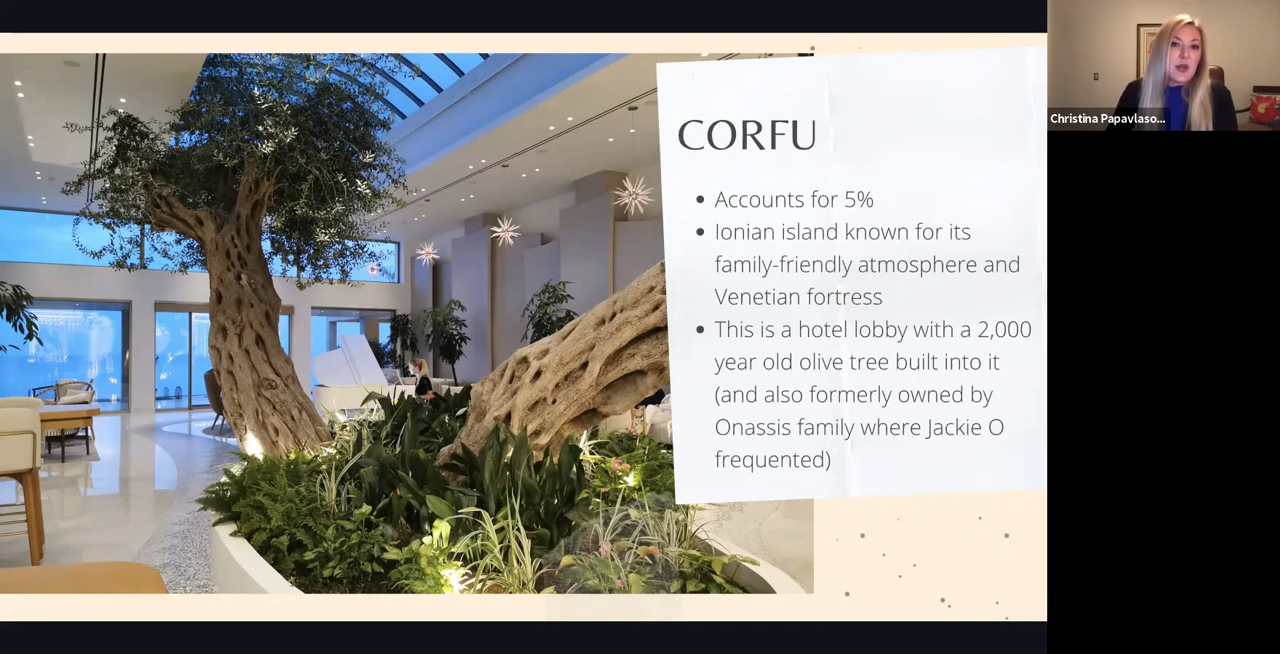 CORFU
Accounts for 5%
Ionian island known for its
family-friendly atmosphere and
Venetian fortress
This is a hotel lobby with a 2,000
year old olive tree built into it
(and also formerly owned by
Onassis family where Jackie O
frequented)
Christina Papavlaso...